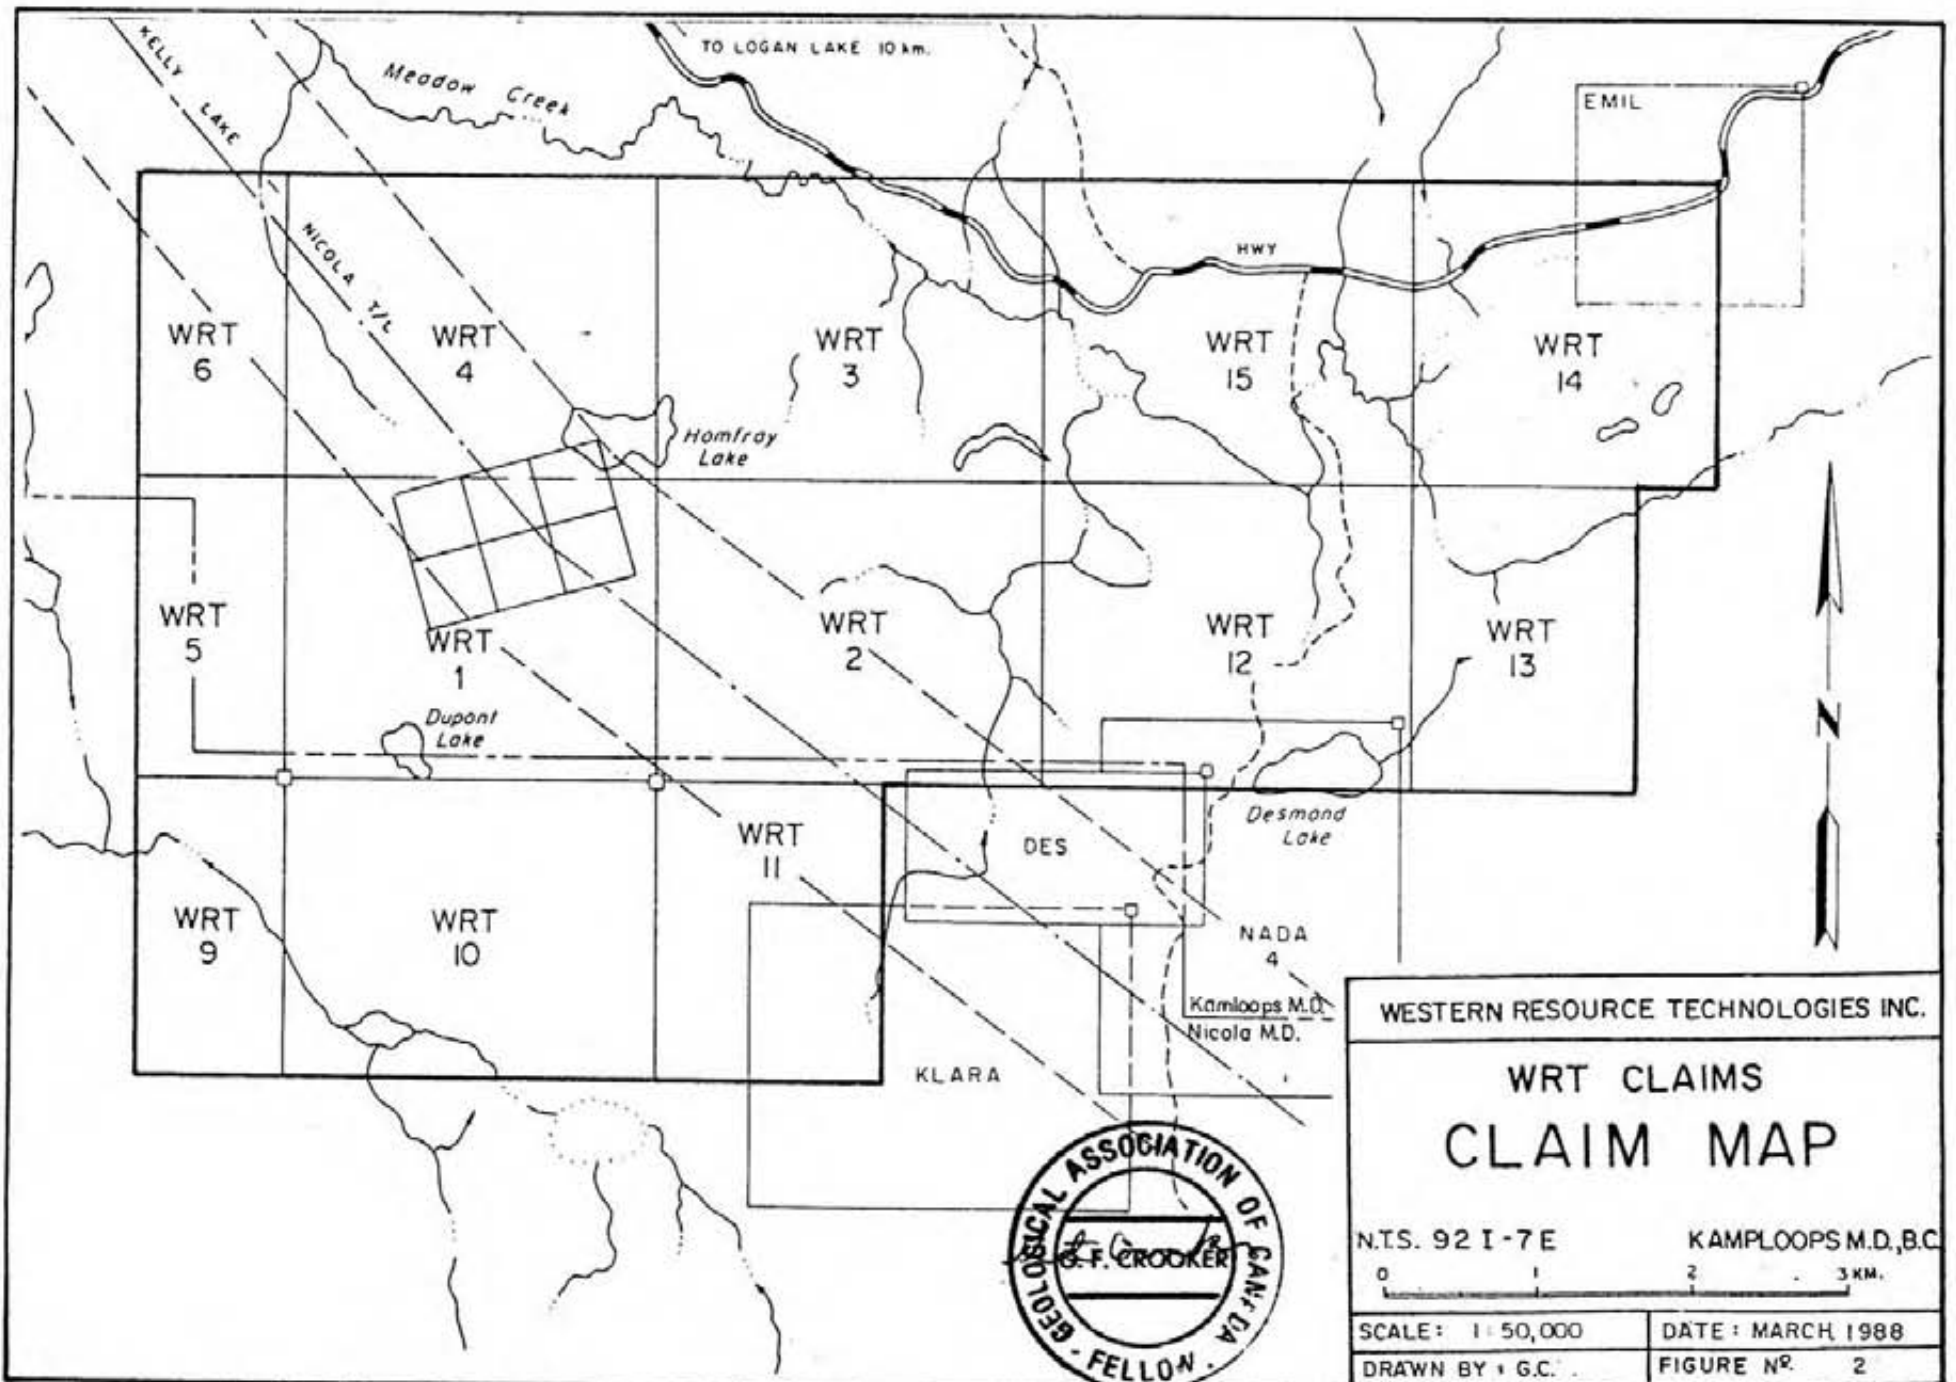 KELLY LAKE NICOLA T/L
Meadow Creek
TO LOGAN LAKE 10 km.
EMIL
HWY
WRT
6
WRT
4
WRT
3
WRT
15
WRT
14
Homfray
Lake
WRT
5
WRT
1
WRT
2
WRT
12
WRT
13
Dupont
Lake
N
WRT
11
DES
Desmond
Lake
WRT
9
WRT
10
NADA
4
Kamloops M.D.
Nicola M.D.
KLARA
WESTERN RESOURCE TECHNOLOGIES INC.
WRT CLAIMS
CLAIM MAP
N.T.S. 92 I-7E
KAMPLOOPS M.D., B.C.
0 1 2 3 KM.
SCALE: 1:50,000
DATE: MARCH 1988
DRAWN BY: G.C.
FIGURE Nº 2
GEOLOGICAL ASSOCIATION OF CANADA
G. F. CROOKER
FELLOW